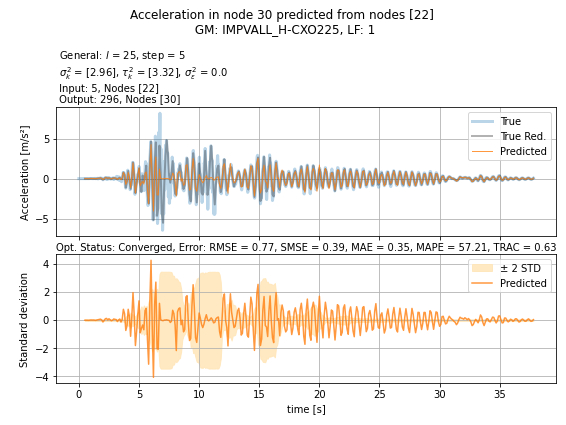 Acceleration in node 30 predicted from nodes [22]
GM: IMPVALL_H-CXO225, LF: 1
General: l = 25, step = 5
σ²ₖ = [2.96], τ²ₖ = [3.32], σ²ε = 0.0
Input: 5, Nodes [22]
Output: 296, Nodes [30]
Acceleration [m/s²]
5
0
−5
True
True Red.
Predicted
Opt. Status: Converged, Error: RMSE = 0.77, SMSE = 0.39, MAE = 0.35, MAPE = 57.21, TRAC = 0.63
Standard deviation
4
2
0
−2
−4
± 2 STD
Predicted
0 5 10 15 20 25 30 35
time [s]